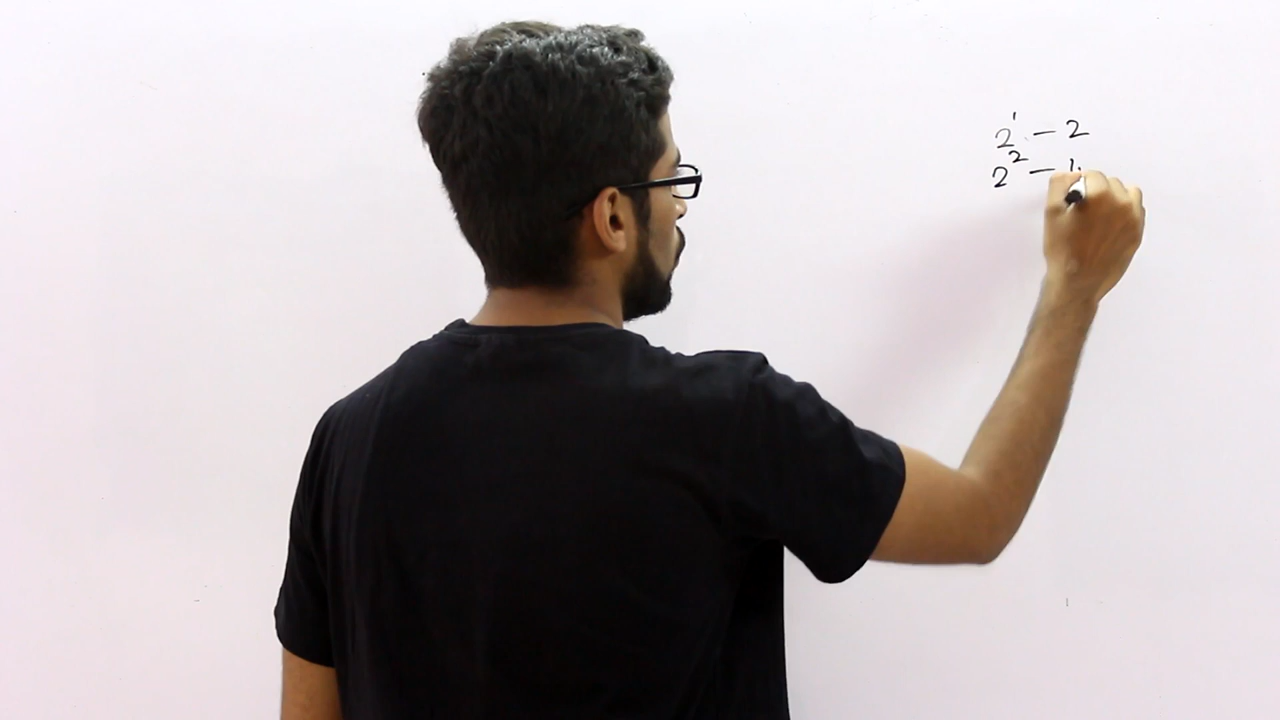 2¹ – 2
2² –